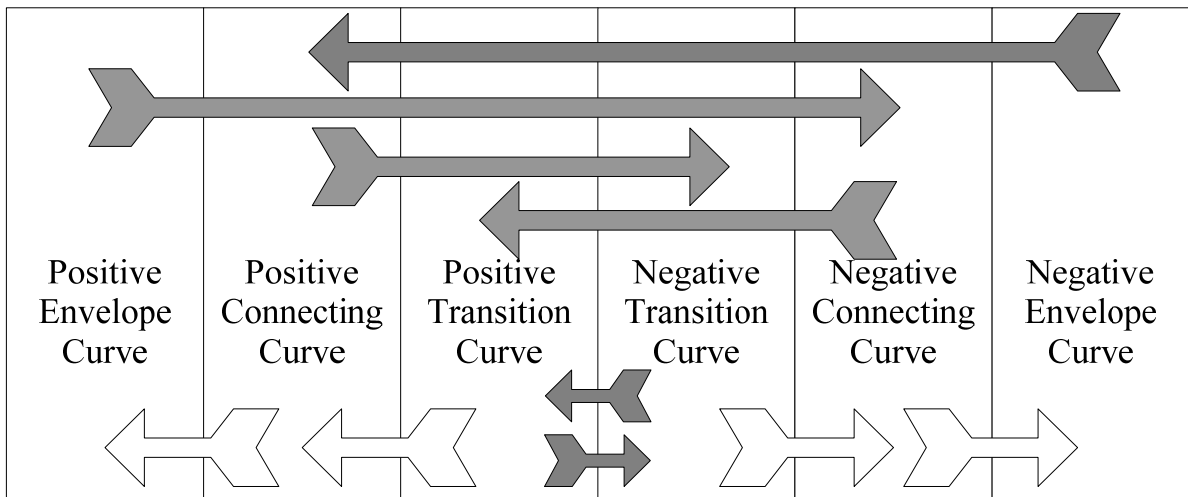 Positive
Envelope
Curve
Positive
Connecting
Curve
Positive
Transition
Curve
Negative
Transition
Curve
Negative
Connecting
Curve
Negative
Envelope
Curve